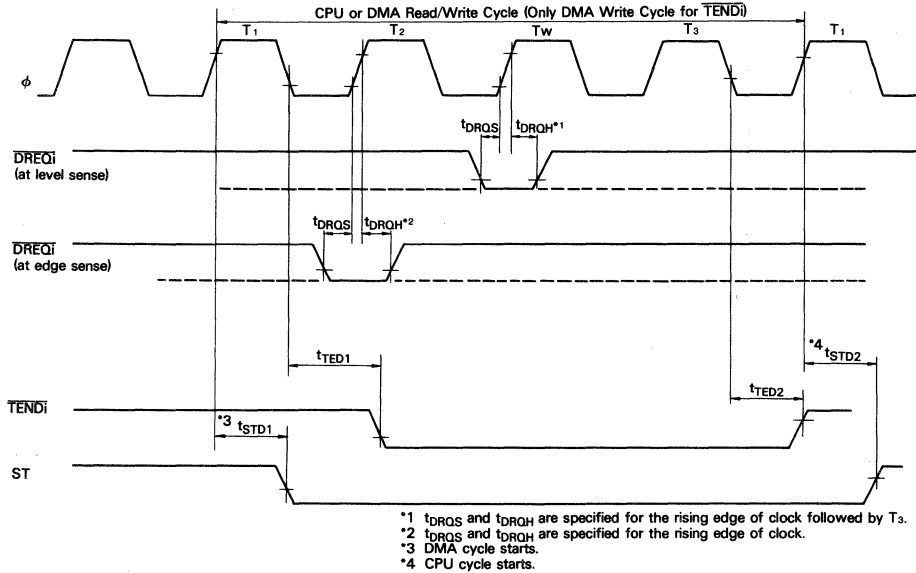 CPU or DMA Read/Write Cycle (Only DMA Write Cycle for TENDi)
T1 T2 Tw T3 T1
φ
tDRQS tDRQH*1
DREQi
(at level sense)
tDRQS tDRQH*2
DREQi
(at edge sense)
tTED1
*4 tSTD2
tTED2
TENDi
*3 tSTD1
ST
*1 tDRQS and tDRQH are specified for the rising edge of clock followed by T3.
*2 tDRQS and tDRQH are specified for the rising edge of clock.
*3 DMA cycle starts.
*4 CPU cycle starts.